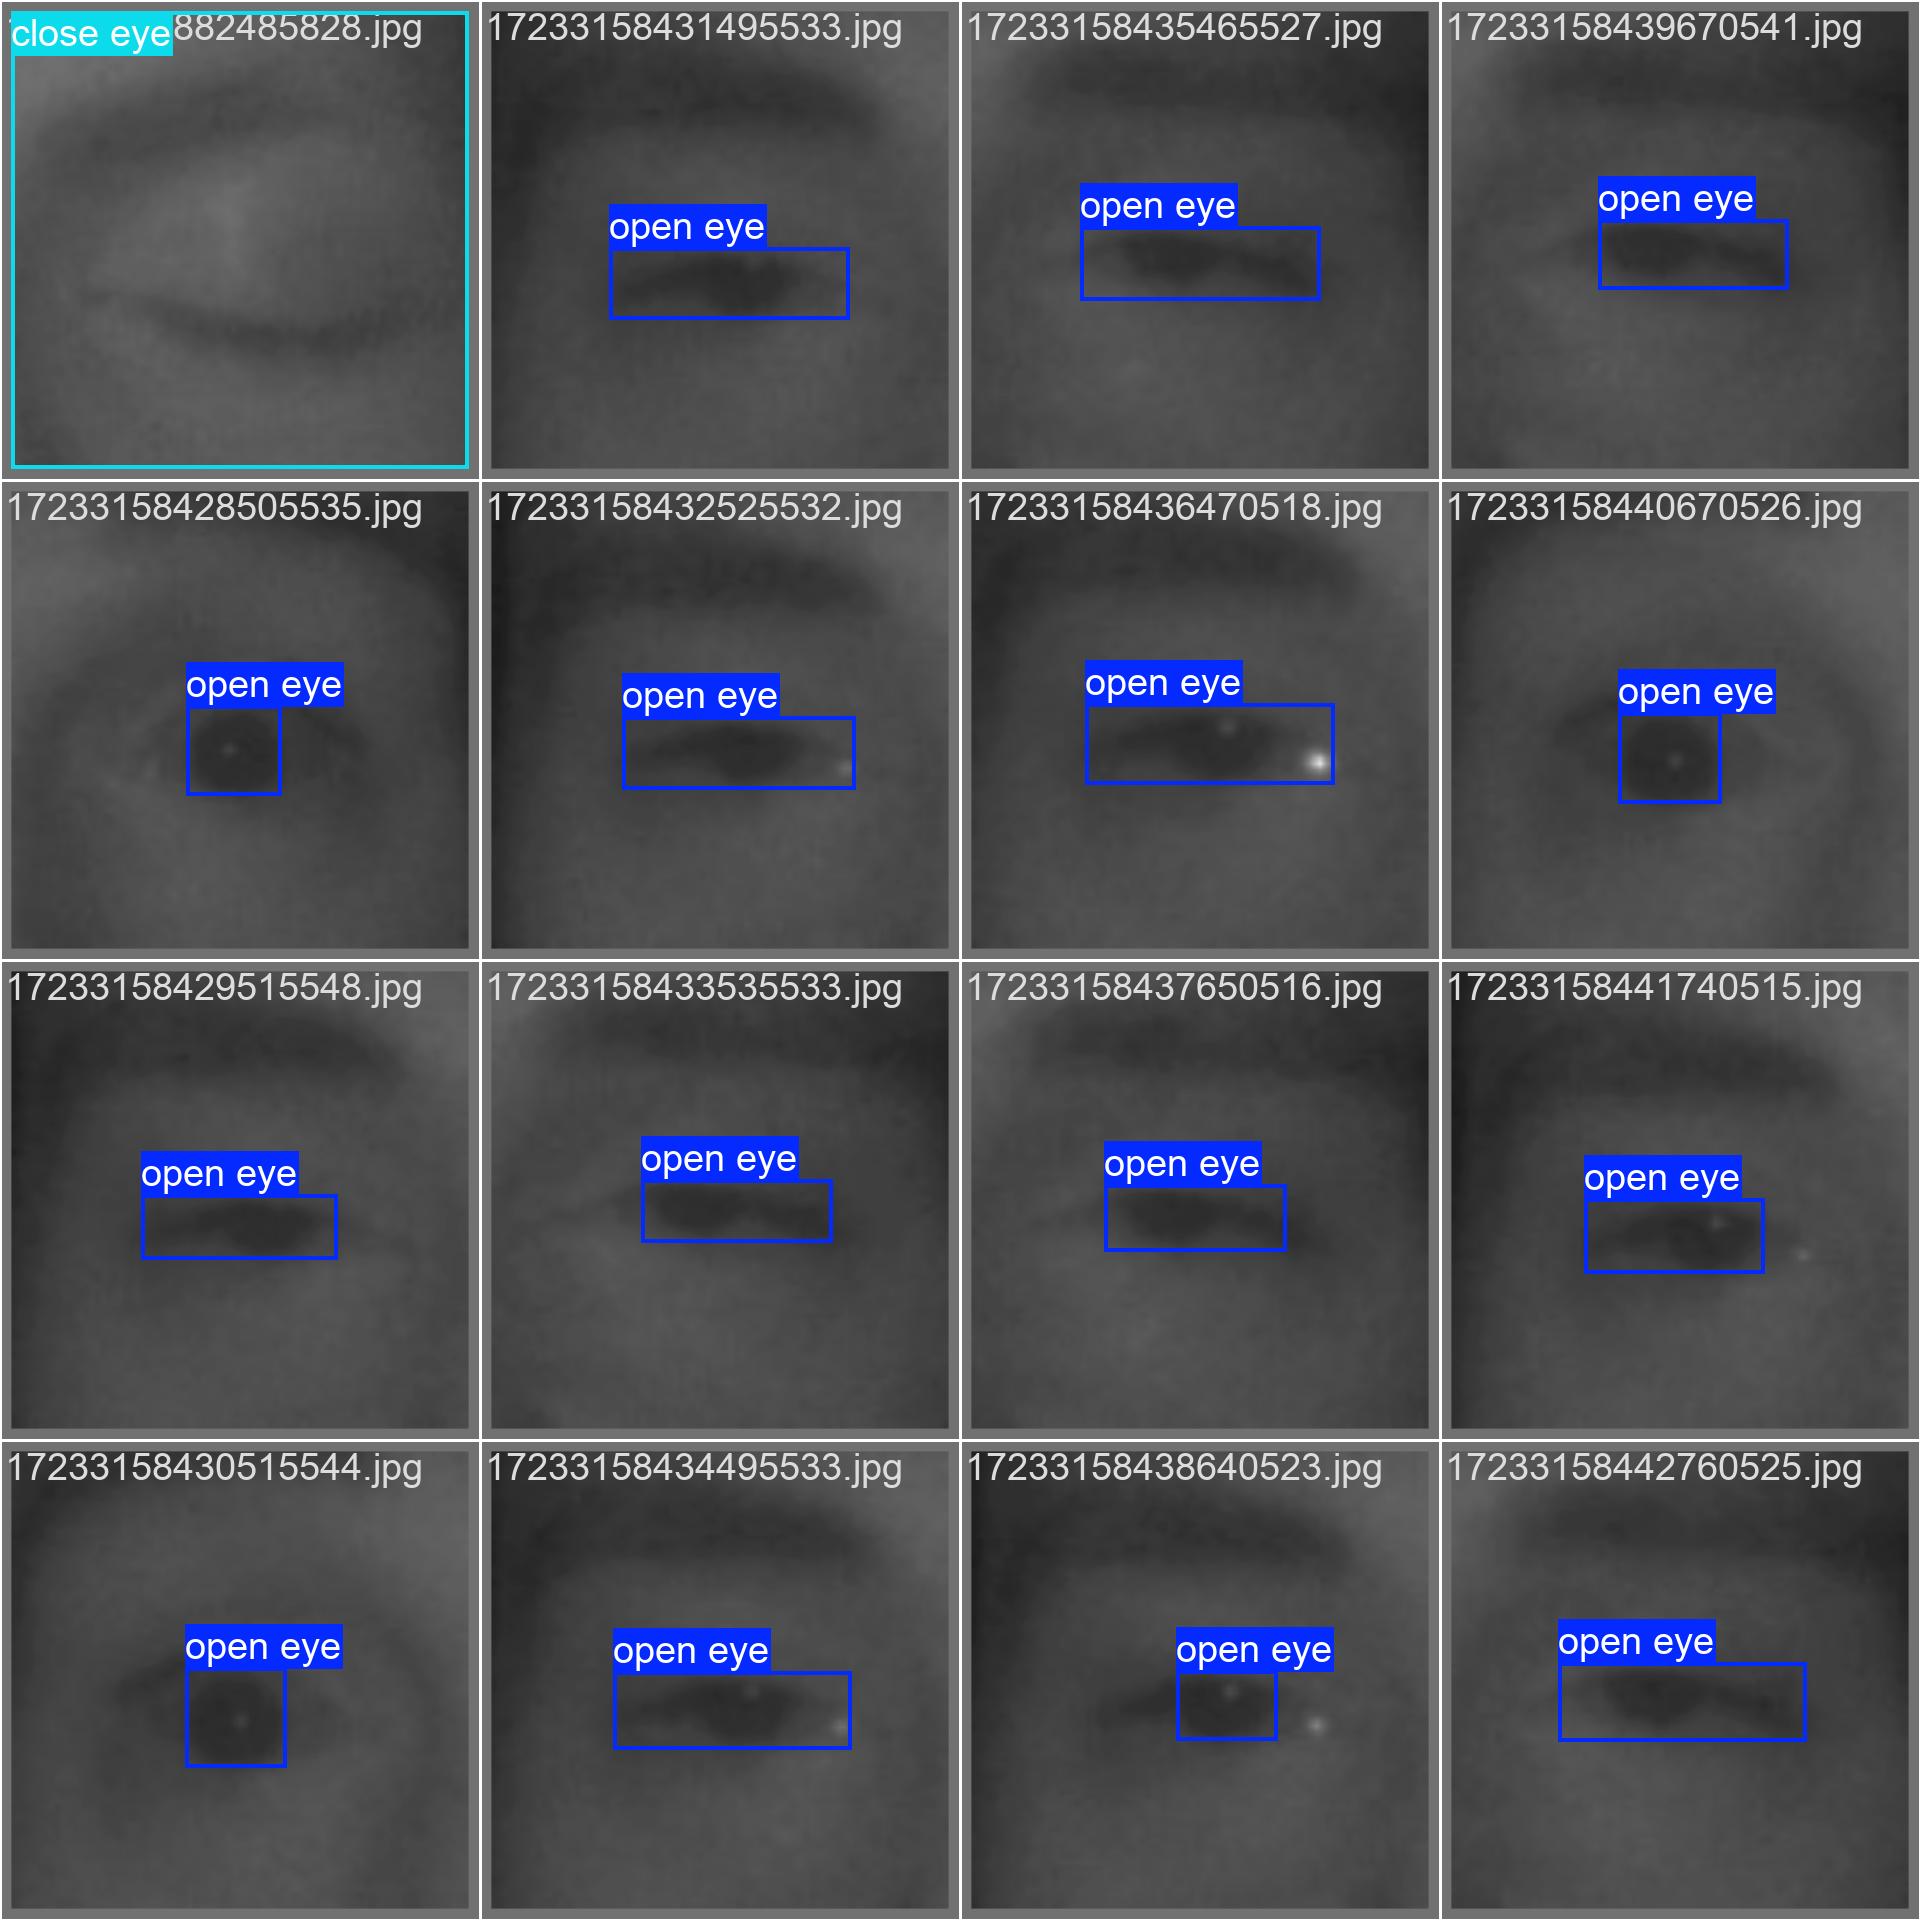 close eye
882485828.jpg
17233158431495533.jpg
17233158435465527.jpg
17233158439670541.jpg
open eye
open eye
open eye
17233158428505535.jpg
17233158432525532.jpg
17233158436470518.jpg
17233158440670526.jpg
open eye
open eye
open eye
open eye
17233158429515548.jpg
17233158433535533.jpg
17233158437650516.jpg
17233158441740515.jpg
open eye
open eye
open eye
open eye
17233158430515544.jpg
17233158434495533.jpg
17233158438640523.jpg
17233158442760525.jpg
open eye
open eye
open eye
open eye